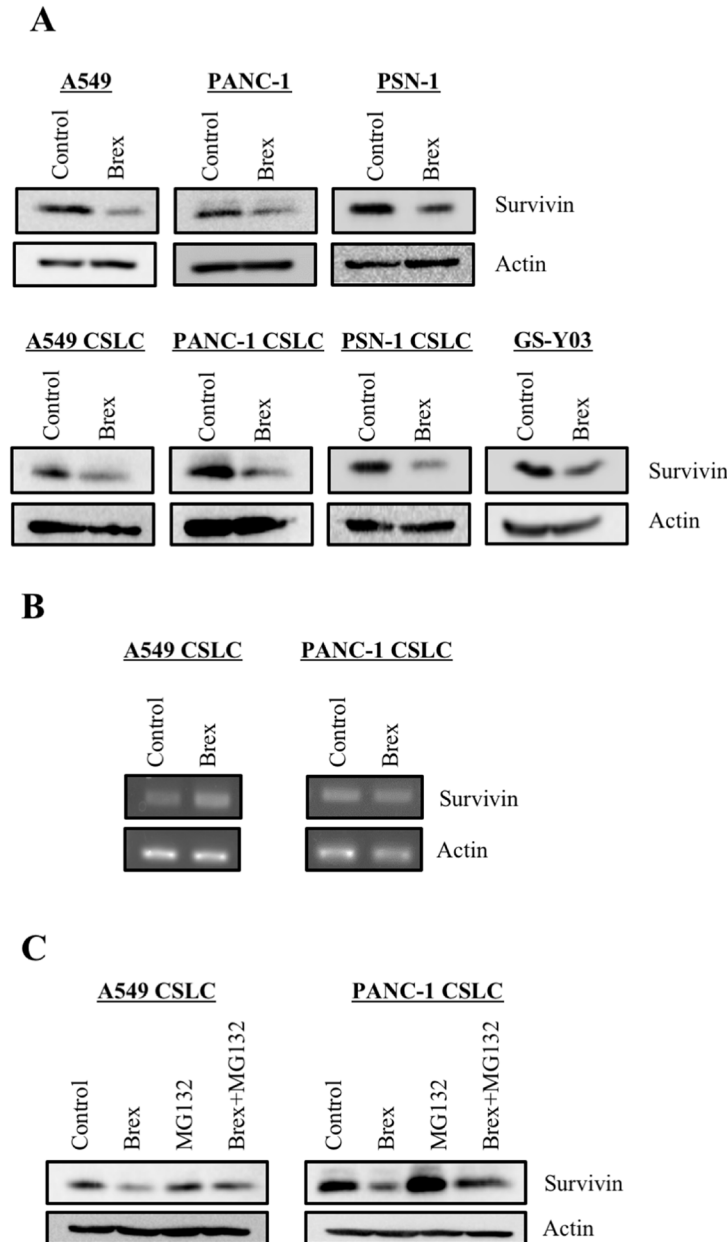 A
A549 PANC-1 PSN-1
Control Brex Control Brex Control Brex
Survivin
Actin
A549 CSLC PANC-1 CSLC PSN-1 CSLC GS-Y03
Control Brex Control Brex Control Brex Control Brex
Survivin
Actin
B
A549 CSLC PANC-1 CSLC
Control Brex Control Brex
Survivin
Actin
C
A549 CSLC PANC-1 CSLC
Control Brex MG132 Brex+MG132 Control Brex MG132 Brex+MG132
Survivin
Actin